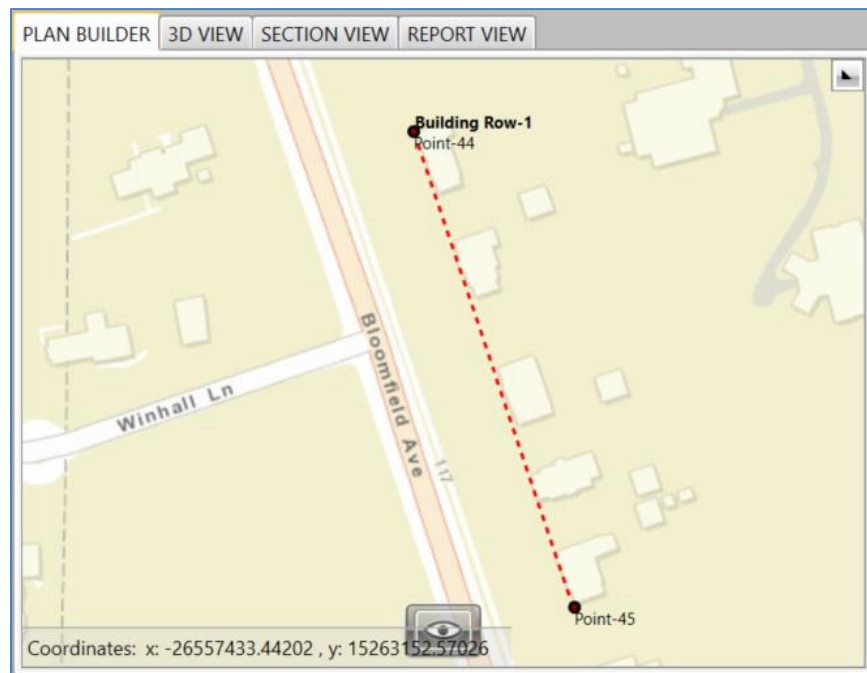 PLAN BUILDER 3D VIEW SECTION VIEW REPORT VIEW
Building Row-1
Point-44
Bloomfield Ave
Winhall Ln
117
Point-45
Coordinates: x: -26557433.44202 , y: 15263152.57026